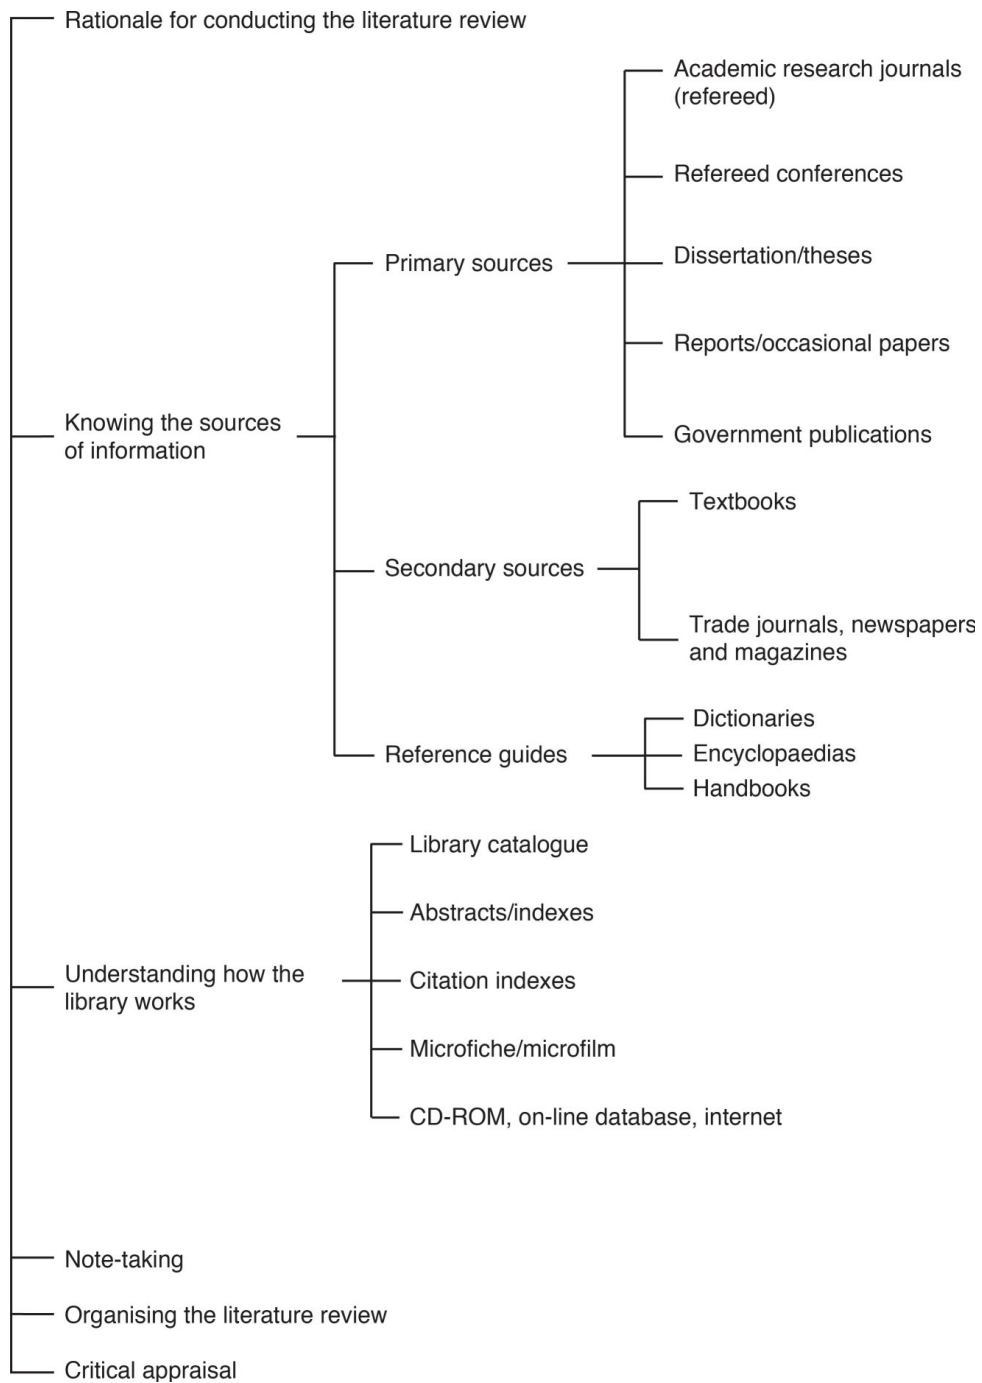 Rationale for conducting the literature review
Academic research journals
(refereed)
Refereed conferences
Primary sources
Dissertation/theses
Reports/occasional papers
Government publications
Knowing the sources
of information
Textbooks
Secondary sources
Trade journals, newspapers
and magazines
Reference guides
Dictionaries
Encyclopaedias
Handbooks
Library catalogue
Abstracts/indexes
Understanding how the
library works
Citation indexes
Microfiche/microfilm
CD-ROM, on-line database, internet
Note-taking
Organising the literature review
Critical appraisal